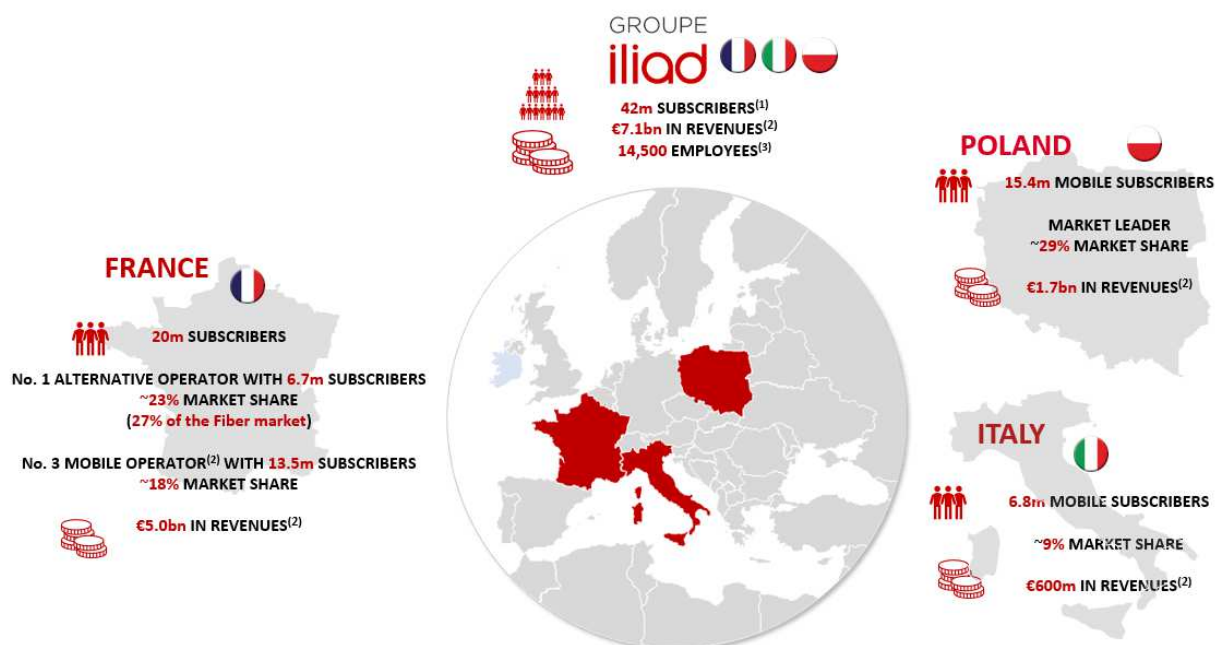 GROUPE
iliad
42m SUBSCRIBERS(1)
€7.1bn IN REVENUES(2)
14,500 EMPLOYEES(3)
FRANCE
20m SUBSCRIBERS
No. 1 ALTERNATIVE OPERATOR WITH 6.7m SUBSCRIBERS
~23% MARKET SHARE
(27% of the Fiber market)
No. 3 MOBILE OPERATOR(2) WITH 13.5m SUBSCRIBERS
~18% MARKET SHARE
€5.0bn IN REVENUES(2)
POLAND
15.4m MOBILE SUBSCRIBERS
MARKET LEADER
~29% MARKET SHARE
€1.7bn IN REVENUES(2)
ITALY
6.8m MOBILE SUBSCRIBERS
~9% MARKET SHARE
€600m IN REVENUES(2)